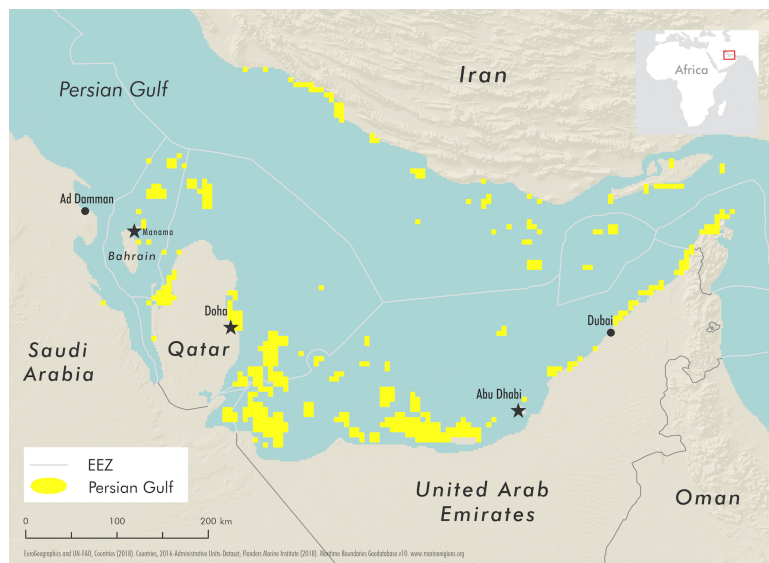 Iran
Africa
Persian Gulf
Ad Damman
Manama
Bahrain
Doha
Qatar
Saudi
Arabia
Dubai
Abu Dhabi
EEZ
Persian Gulf
United Arab
Emirates
Oman
0 100 200 km
EuroGeographics and UN-FAO, Countries (2018). Countries, 2016-Administrative Units-Dataset; Flanders Marine Institute (2018). Maritime Boundaries Geodatabase v10. www.marineregions.org